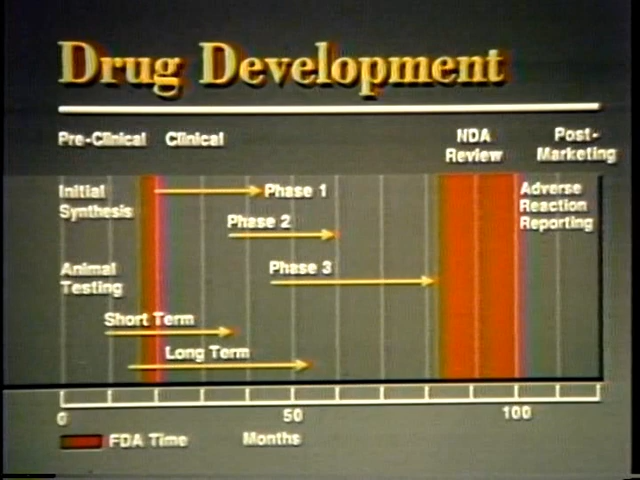 Drug Development
Pre-Clinical Clinical NDA Review Post-Marketing
Initial Synthesis
Phase 1
Adverse Reaction Reporting
Phase 2
Animal Testing
Phase 3
Short Term
Long Term
0 50 100
FDA Time Months